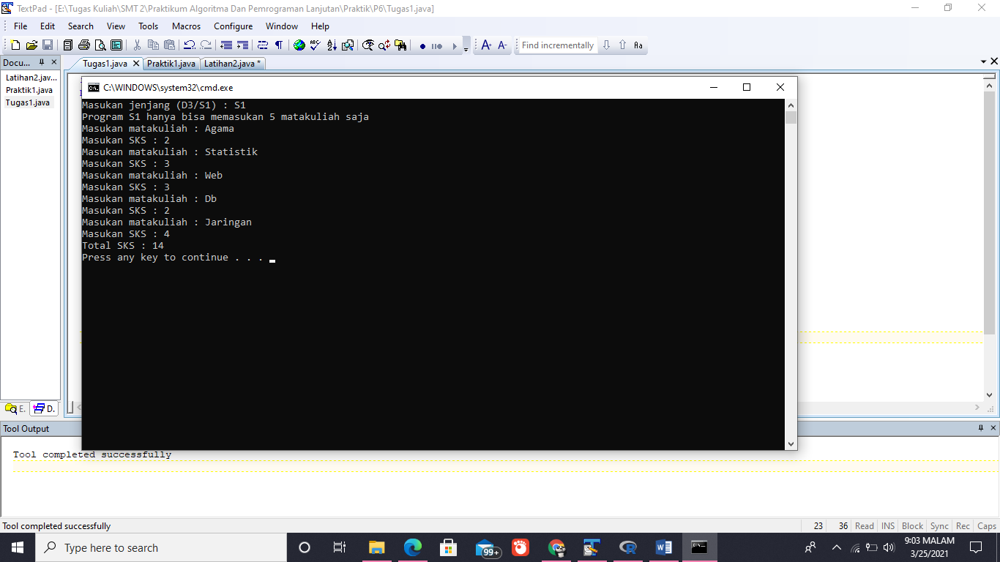 TextPad - [E:\Tugas Kuliah\SMT 2\Praktikum Algoritma Dan Pemrograman Lanjutan\Praktik\P6\Tugas1.java]
File Edit Search View Tools Macros Configure Window Help
Find incrementally
Aa
Docu...
Tugas1.java Praktik1.java Latihan2.java *
Latihan2.jav...
Praktik1.java
Tugas1.java
C:\WINDOWS\system32\cmd.exe
Masukan jenjang (D3/S1) : S1
Program S1 hanya bisa memasukan 5 matakuliah saja
Masukan matakuliah : Agama
Masukan SKS : 2
Masukan matakuliah : Statistik
Masukan SKS : 3
Masukan matakuliah : Web
Masukan SKS : 3
Masukan matakuliah : Db
Masukan SKS : 2
Masukan matakuliah : Jaringan
Masukan SKS : 4
Total SKS : 14
Press any key to continue . . .
E. D.
Tool Output
Tool completed successfully
Tool completed successfully
23 36 Read INS Block Sync Rec Caps
Type here to search
99+
9:03 MALAM
3/25/2021